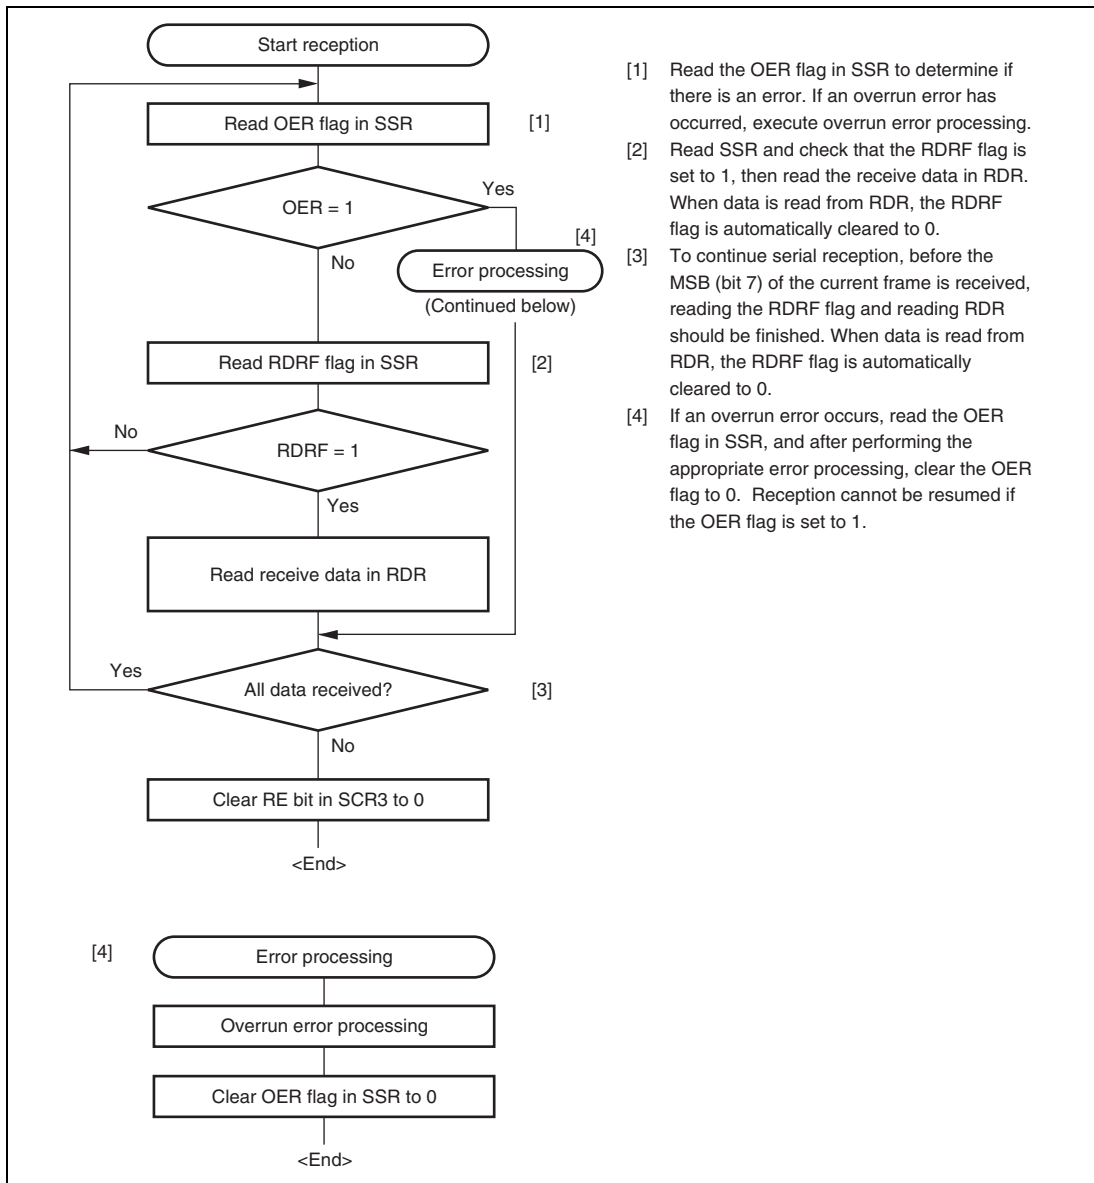 Start reception
Read OER flag in SSR
[1]
OER = 1
Yes
No
[4]
Error processing
(Continued below)
Read RDRF flag in SSR
[2]
No
RDRF = 1
Yes
Read receive data in RDR
Yes
All data received?
[3]
No
Clear RE bit in SCR3 to 0
<End>
[4]
Error processing
Overrun error processing
Clear OER flag in SSR to 0
<End>
[1] Read the OER flag in SSR to determine if
there is an error. If an overrun error has
occurred, execute overrun error processing.
[2] Read SSR and check that the RDRF flag is
set to 1, then read the receive data in RDR.
When data is read from RDR, the RDRF
flag is automatically cleared to 0.
[3] To continue serial reception, before the
MSB (bit 7) of the current frame is received,
reading the RDRF flag and reading RDR
should be finished. When data is read from
RDR, the RDRF flag is automatically
cleared to 0.
[4] If an overrun error occurs, read the OER
flag in SSR, and after performing the
appropriate error processing, clear the OER
flag to 0. Reception cannot be resumed if
the OER flag is set to 1.